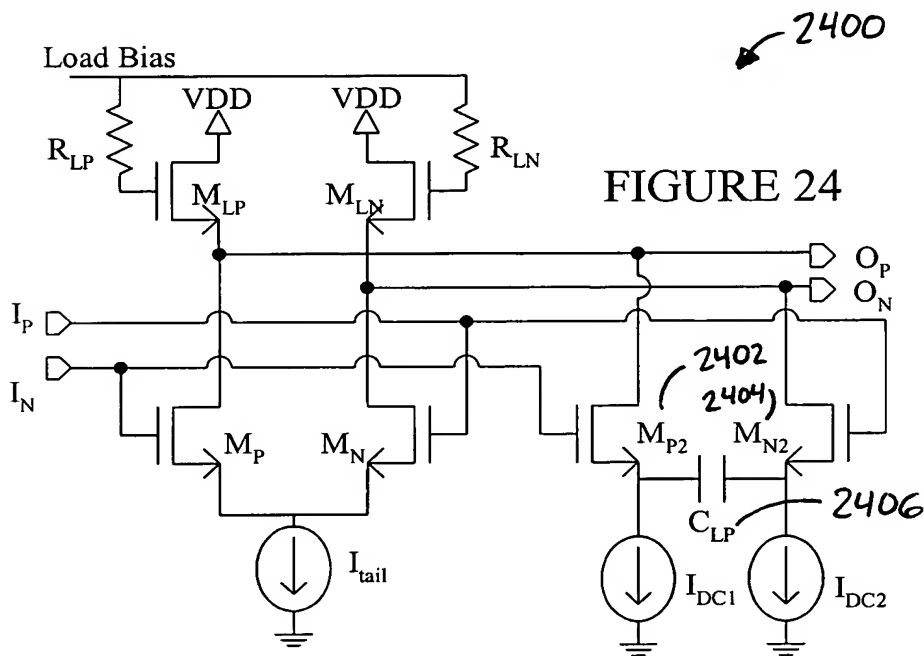 2400
Load Bias
VDD VDD
R_LP R_LN
M_LP M_LN
FIGURE 24
O_P
O_N
I_P
I_N
2402
2404
M_P M_N M_P2 M_N2
C_LP 2406
I_tail
I_DC1 I_DC2